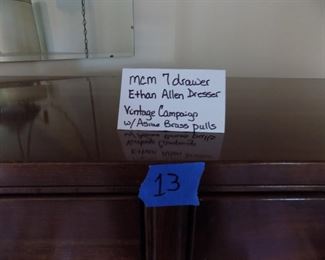 mcm 7 drawer
Ethan Allen Dresser
Vintage Campaign
w/ Asian Brass pulls
13